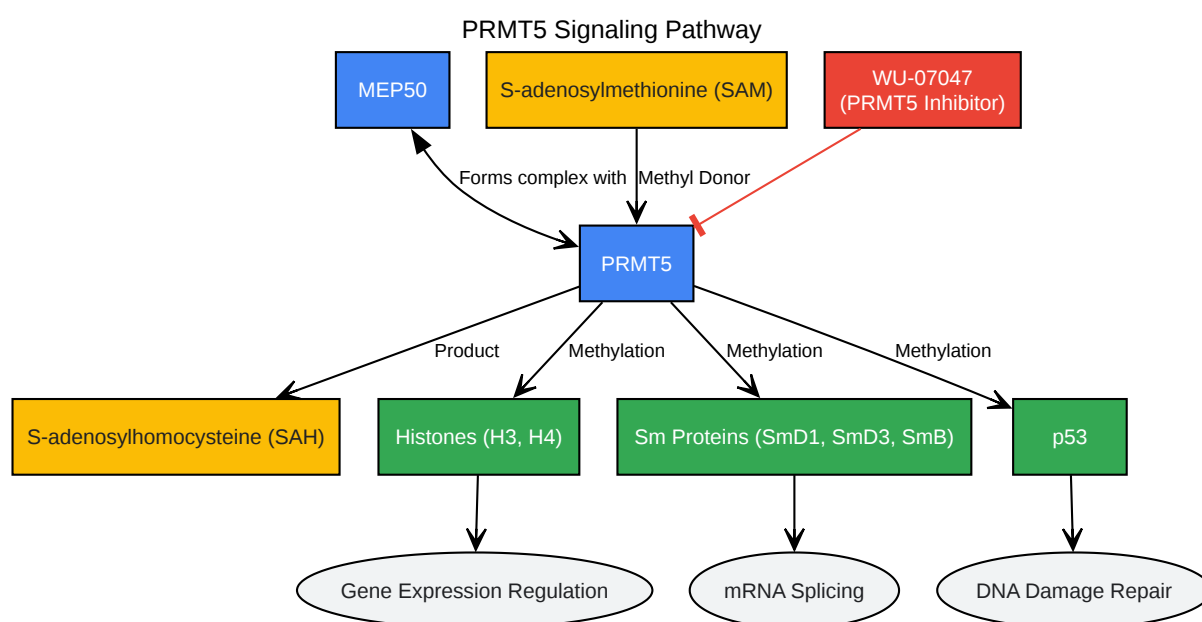 PRMT5 Signaling Pathway
MEP50
S-adenosylmethionine (SAM)
WU-07047
(PRMT5 Inhibitor)
Forms complex with
Methyl Donor
PRMT5
Product
Methylation
Methylation
Methylation
S-adenosylhomocysteine (SAH)
Histones (H3, H4)
Sm Proteins (SmD1, SmD3, SmB)
p53
Gene Expression Regulation
mRNA Splicing
DNA Damage Repair